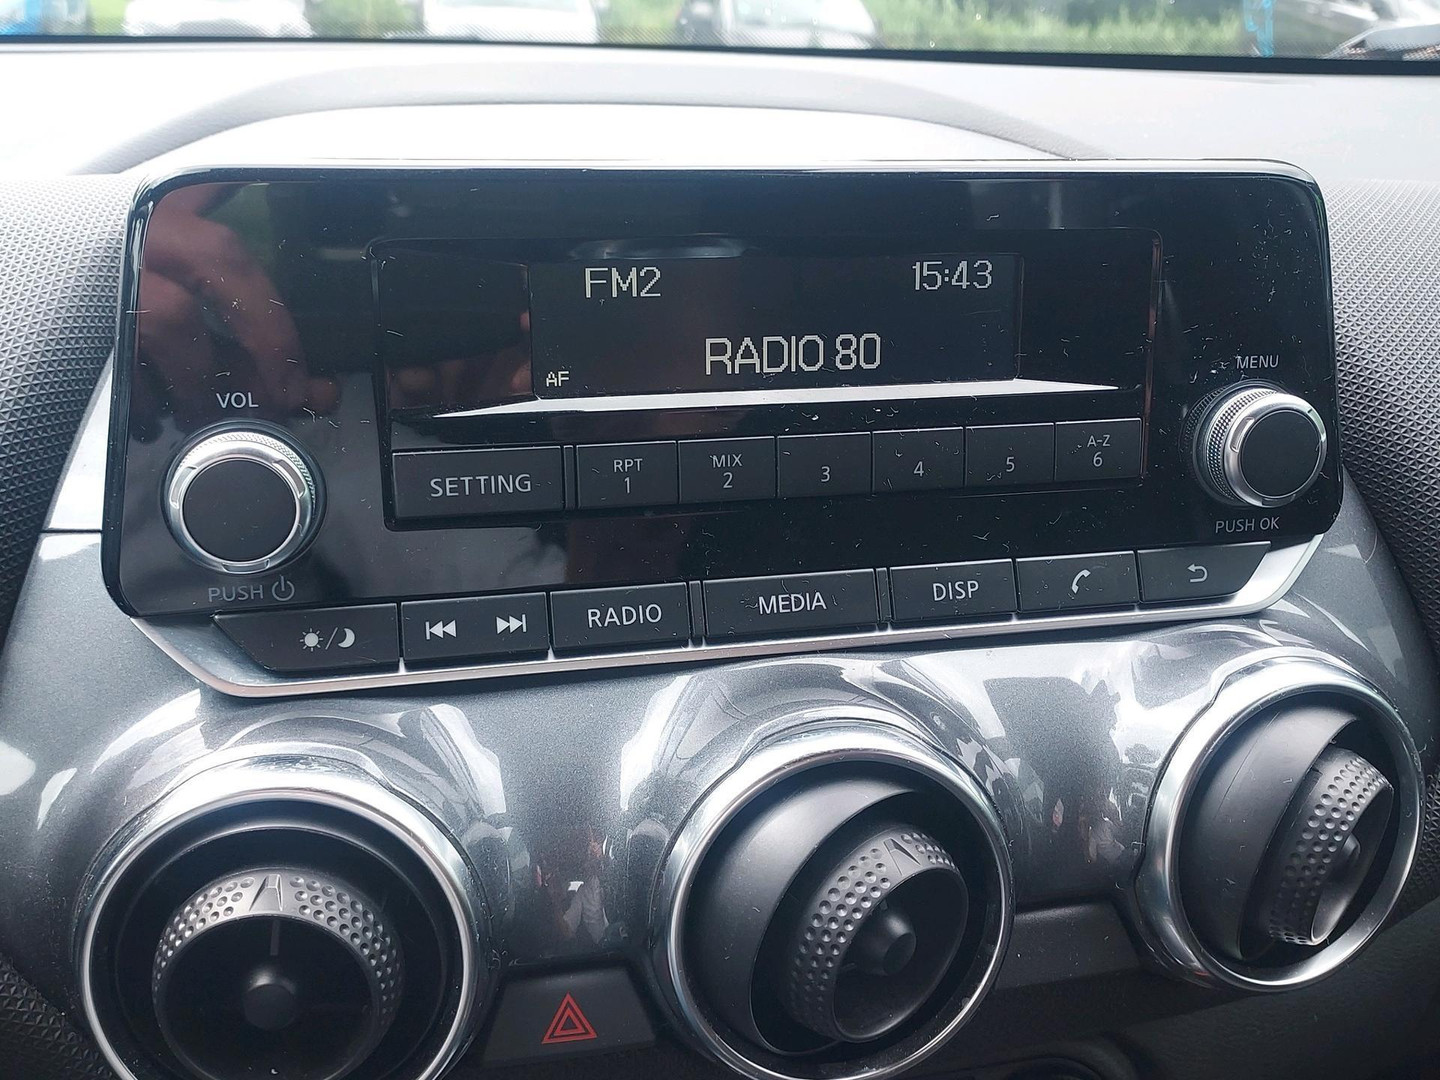 FM2 15:43
RADIO 80
AF
VOL
MENU
SETTING
RPT
1
MIX
2
3
4
5
A-Z
6
PUSH
PUSH OK
RADIO
MEDIA
DISP